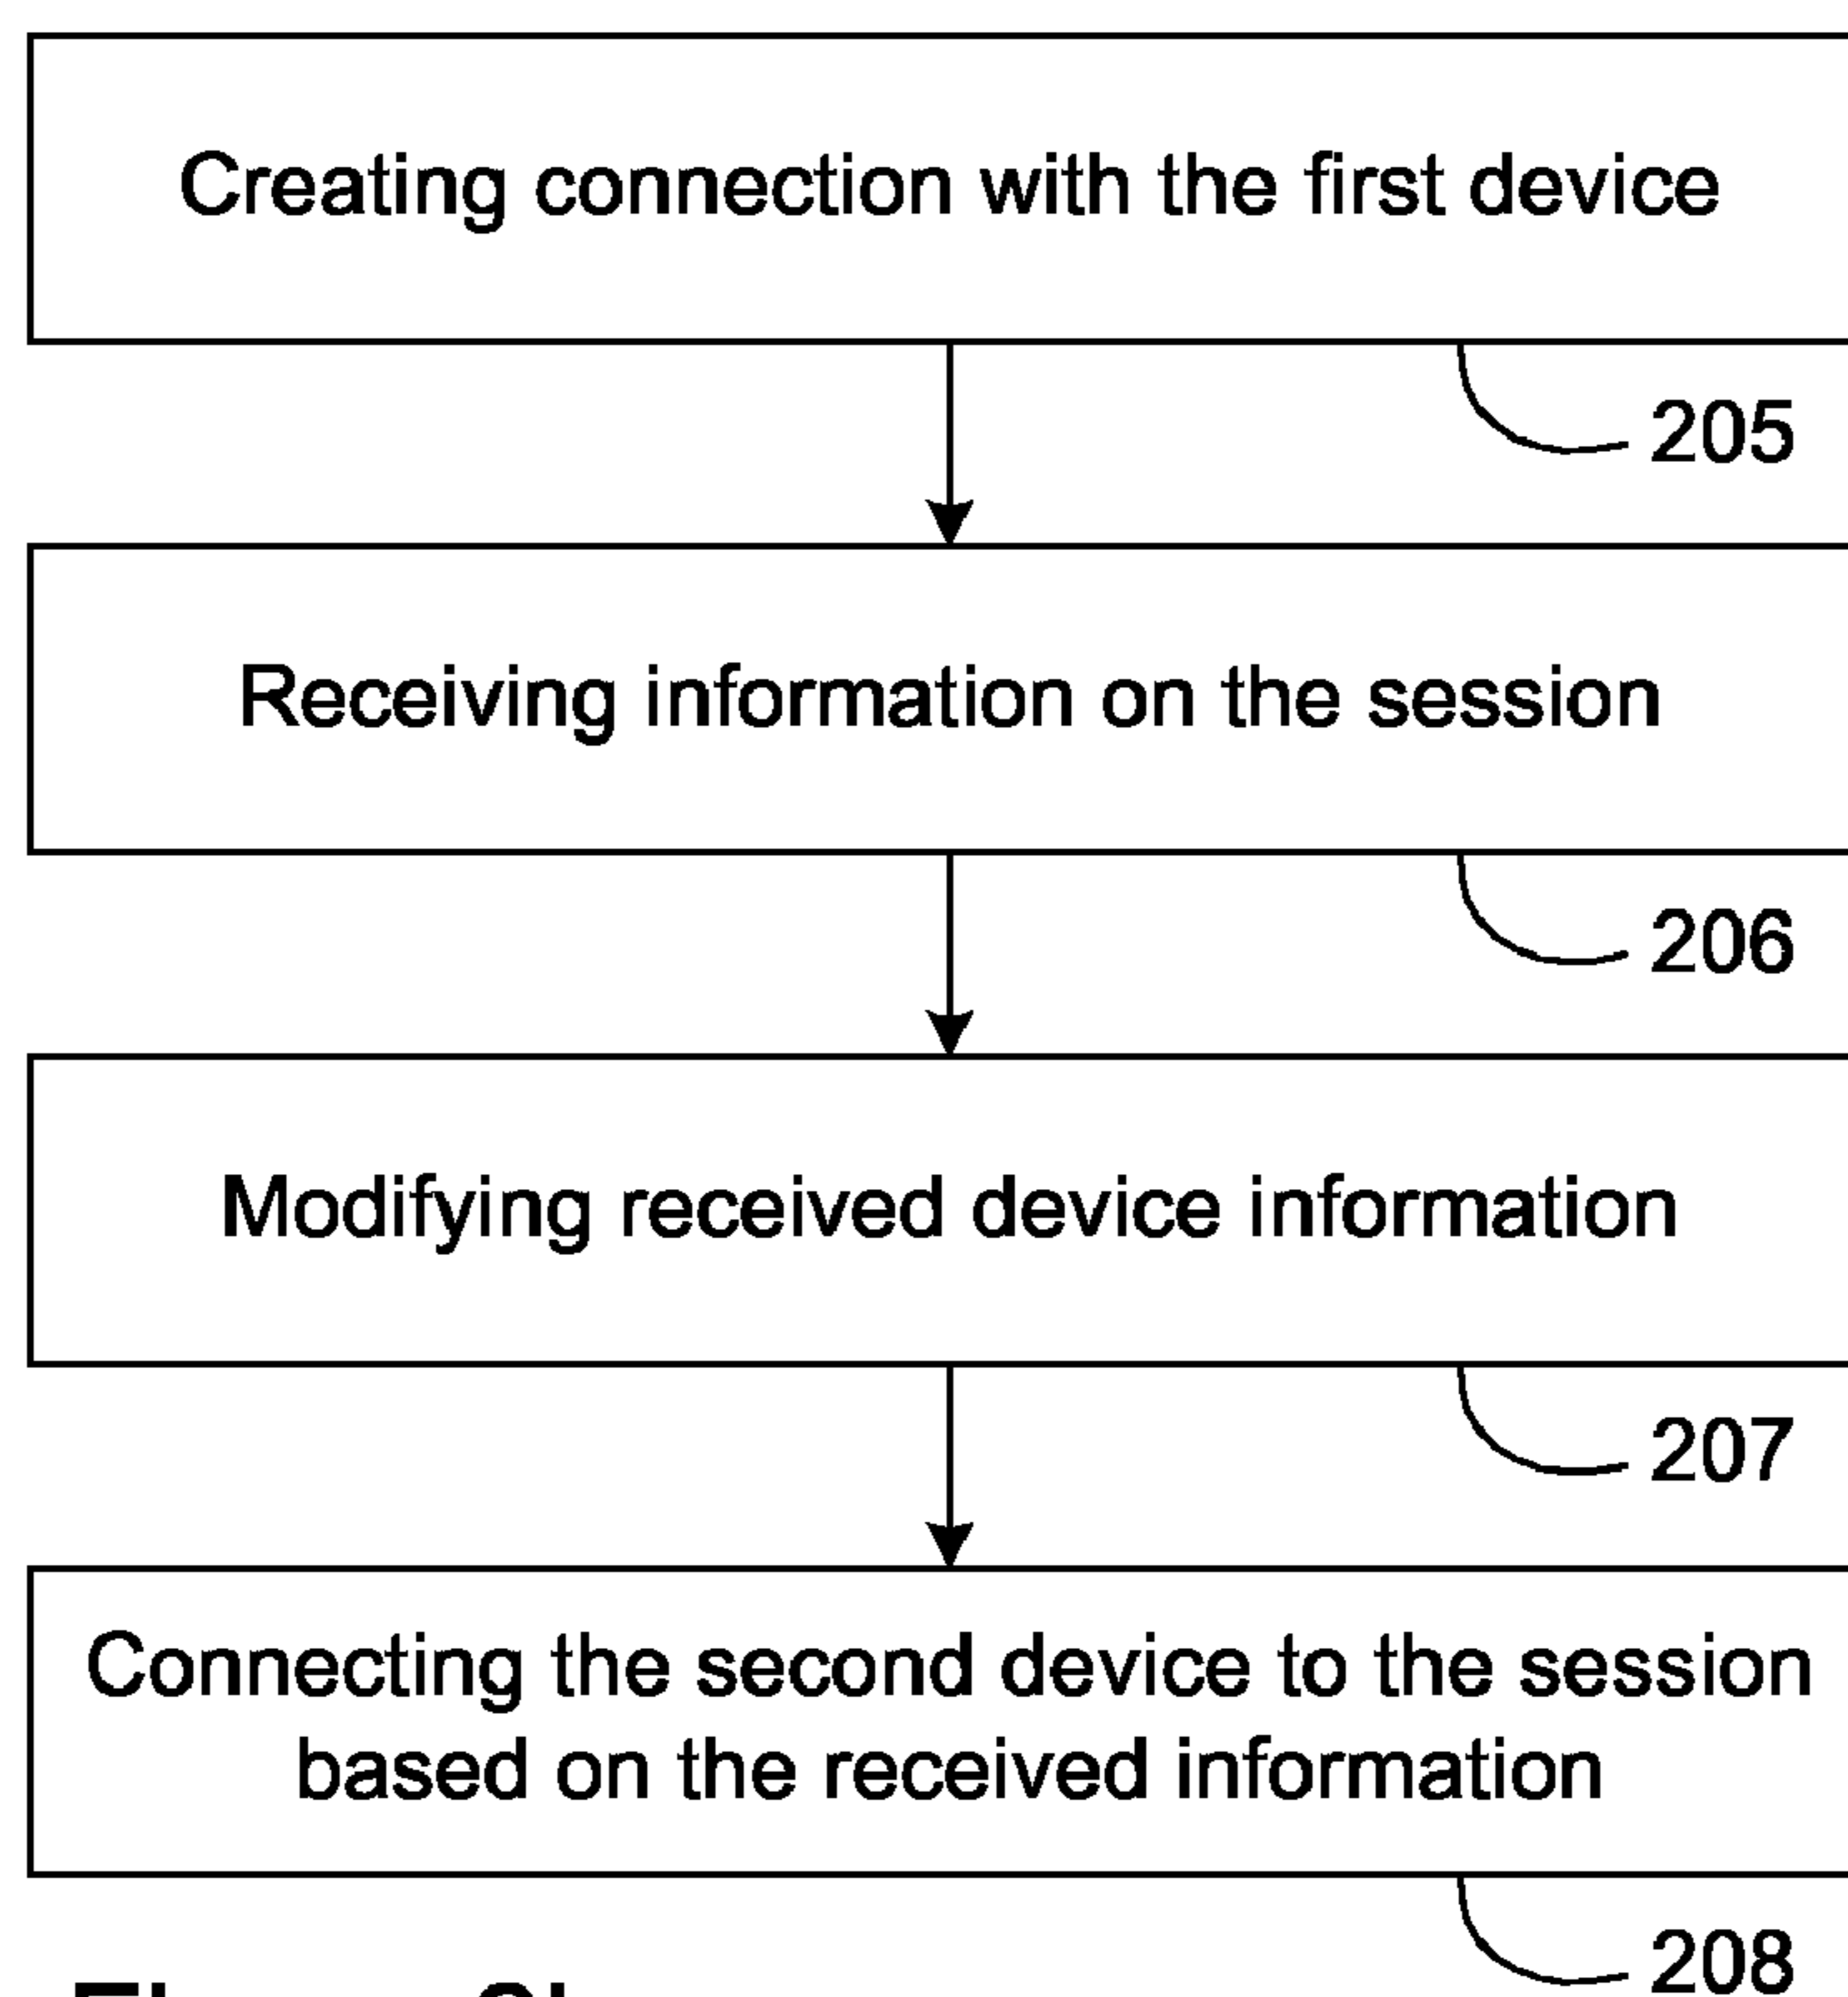 Creating connection with the first device
205
Receiving information on the session
206
Modifying received device information
207
Connecting the second device to the session
based on the received information
208